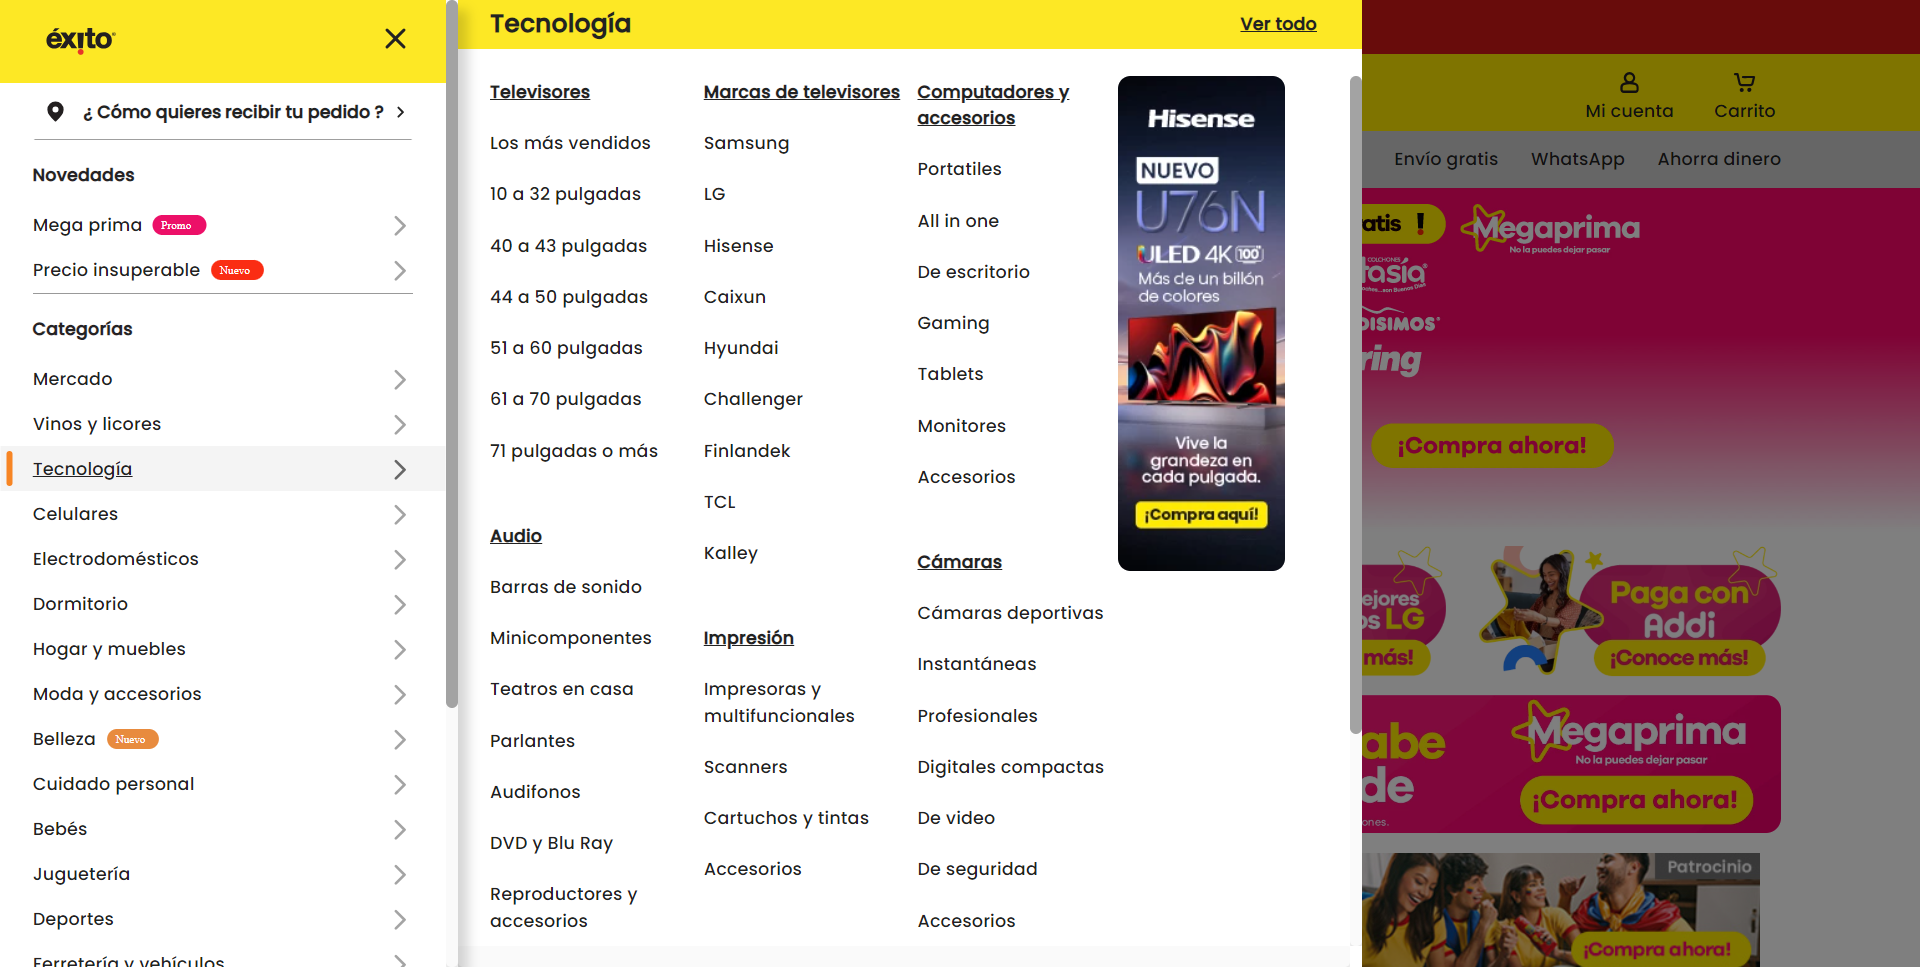 éxito
¿ Cómo quieres recibir tu pedido ?
Novedades
Mega prima
Promo
Precio insuperable
Nuevo
Categorías
Mercado
Vinos y licores
Tecnología
Celulares
Electrodomésticos
Dormitorio
Hogar y muebles
Moda y accesorios
Belleza
Nuevo
Cuidado personal
Bebés
Juguetería
Deportes
Ferretería y vehículos
Tecnología
Ver todo
Televisores
Los más vendidos
10 a 32 pulgadas
40 a 43 pulgadas
44 a 50 pulgadas
51 a 60 pulgadas
61 a 70 pulgadas
71 pulgadas o más
Audio
Barras de sonido
Minicomponentes
Teatros en casa
Parlantes
Audifonos
DVD y Blu Ray
Reproductores y
accesorios
Marcas de televisores
Samsung
LG
Hisense
Caixun
Hyundai
Challenger
Finlandek
TCL
Kalley
Impresión
Impresoras y
multifuncionales
Scanners
Cartuchos y tintas
Accesorios
Computadores y
accesorios
Portatiles
All in one
De escritorio
Gaming
Tablets
Monitores
Accesorios
Cámaras
Cámaras deportivas
Instantáneas
Profesionales
Digitales compactas
De video
De seguridad
Accesorios
Hisense
NUEVO
U76N
ULED 4K 100
Más de un billón
de colores
Vive la
grandeza en
cada pulgada.
¡Compra aquí!
Mi cuenta
Carrito
Envío gratis
WhatsApp
Ahorra dinero
atis !
Megaprima
No la puedes dejar pasar
COLCHONES
tasía
DISIMOS
ring
¡Compra ahora!
ejores
os LG
más!
Paga con
Addi
¡Conoce más!
abe
de
ones.
Megaprima
No la puedes dejar pasar
¡Compra ahora!
Patrocinio
¡Compra ahora!